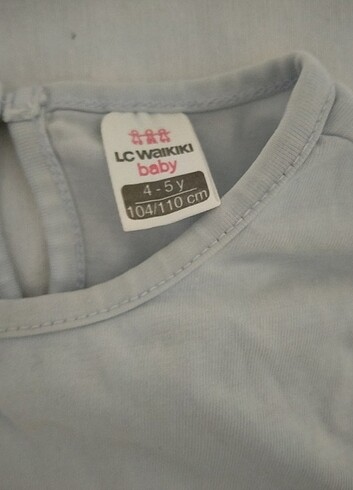 LC WAIKIKI
baby
4 - 5 y
104/110 cm